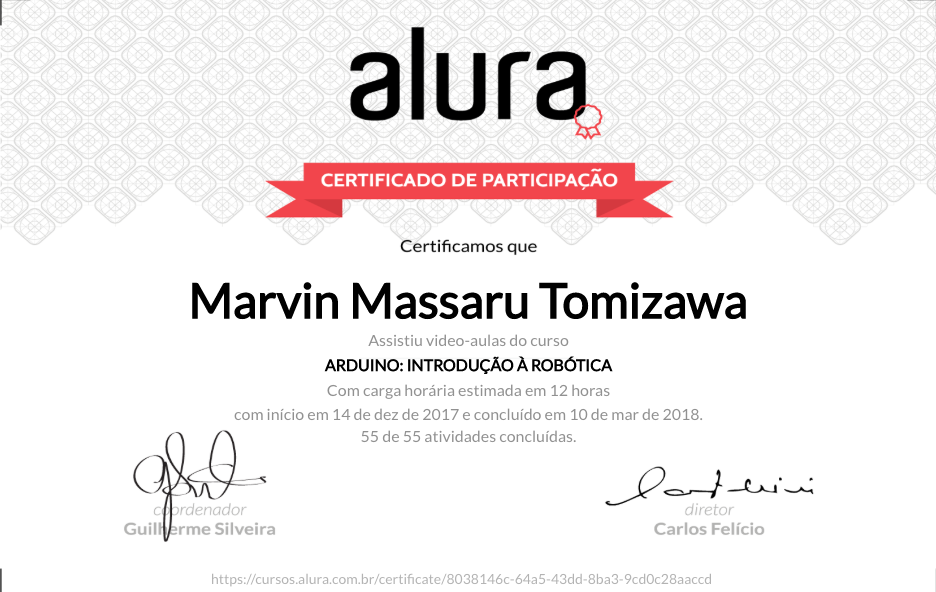 alura
CERTIFICADO DE PARTICIPAÇÃO
Certificamos que
Marvin Massaru Tomizawa
Assistiu video-aulas do curso
ARDUINO: INTRODUÇÃO À ROBÓTICA
Com carga horária estimada em 12 horas
com início em 14 de dez de 2017 e concluído em 10 de mar de 2018.
55 de 55 atividades concluídas.
coordenador
Guilherme Silveira
diretor
Carlos Felício
https://cursos.alura.com.br/certificate/8038146c-64a5-43dd-8ba3-9cd0c28aaccd